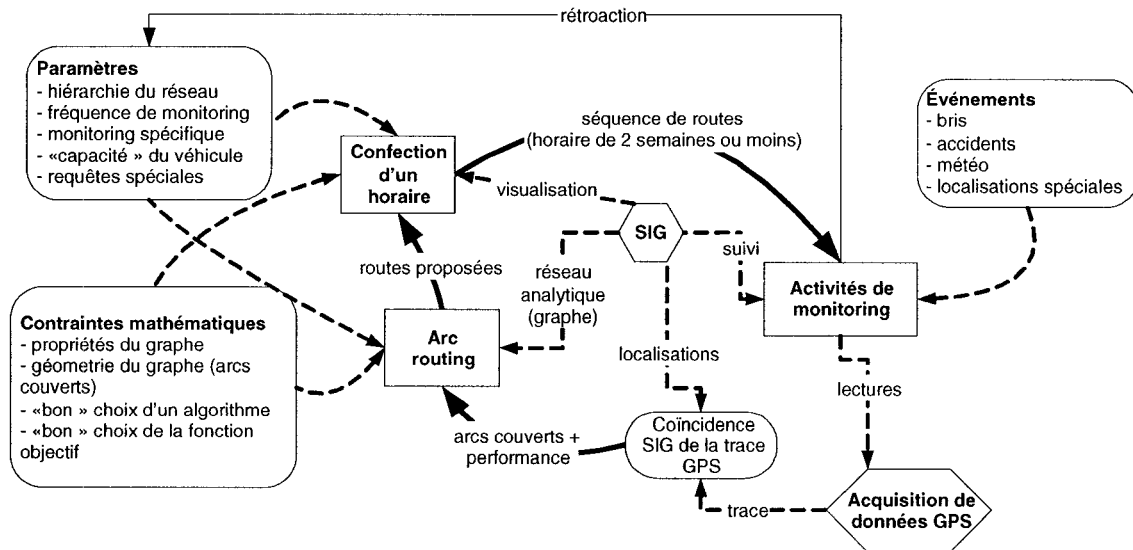 rétroaction
Paramètres
- hiérarchie du réseau
- fréquence de monitoring
- monitoring spécifique
- «capacité » du véhicule
- requêtes spéciales
Confection
d'un
horaire
séquence de routes
(horaire de 2 semaines ou moins)
Événements
- bris
- accidents
- météo
- localisations spéciales
visualisation
SIG
suivi
routes proposées
réseau
analytique
(graphe)
Activités de
monitoring
Contraintes mathématiques
- propriétés du graphe
- géometrie du graphe (arcs
couverts)
- «bon » choix d'un algorithme
- «bon » choix de la fonction
objectif
Arc
routing
localisations
lectures
arcs couverts +
performance
Coïncidence
SIG de la trace
GPS
trace
Acquisition de
données GPS